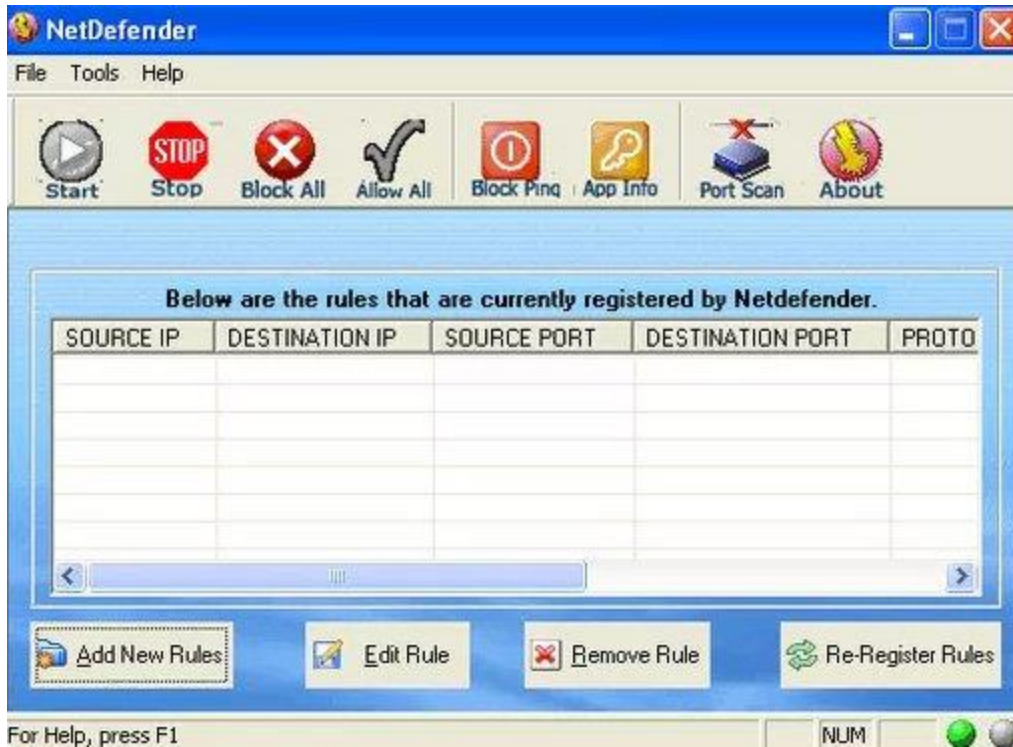 NetDefender
File Tools Help
Start STOP Stop Block All Allow All Block Ping App Info Port Scan About
Below are the rules that are currently registered by Netdefender.
SOURCE IP DESTINATION IP SOURCE PORT DESTINATION PORT PROTO
Add New Rules Edit Rule Remove Rule Re-Register Rules
For Help, press F1 NUM